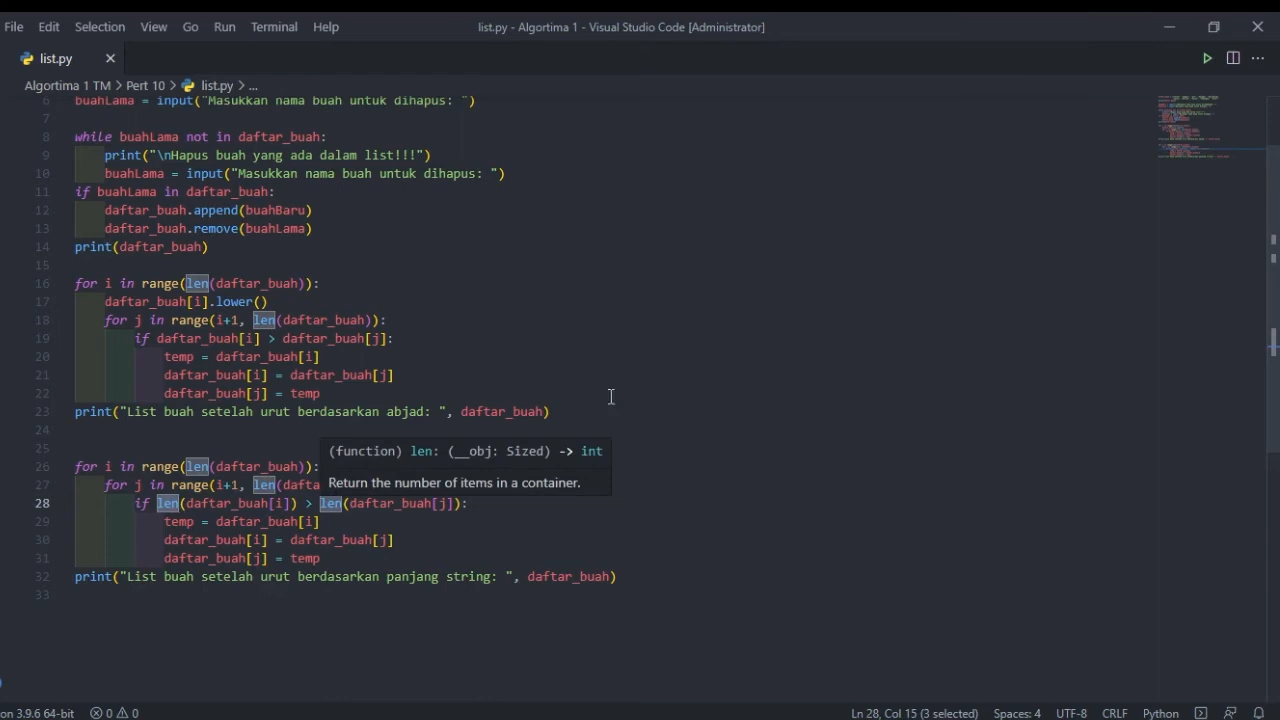 File Edit Selection View Go Run Terminal Help list.py - Algortima 1 - Visual Studio Code [Administrator]
list.py
Algortima 1 TM > Pert 10 > list.py > ...
6 buahLama = input("Masukkan nama buah untuk dihapus: ")
7
8 while buahLama not in daftar_buah:
9 print("\nHapus buah yang ada dalam list!!!")
10 buahLama = input("Masukkan nama buah untuk dihapus: ")
11 if buahLama in daftar_buah:
12 daftar_buah.append(buahBaru)
13 daftar_buah.remove(buahLama)
14 print(daftar_buah)
15
16 for i in range(len(daftar_buah)):
17 daftar_buah[i].lower()
18 for j in range(i+1, len(daftar_buah)):
19 if daftar_buah[i] > daftar_buah[j]:
20 temp = daftar_buah[i]
21 daftar_buah[i] = daftar_buah[j]
22 daftar_buah[j] = temp
23 print("List buah setelah urut berdasarkan abjad: ", daftar_buah)
24
25
(function) len: (__obj: Sized) -> int
Return the number of items in a container.
26 for i in range(len(daftar_buah)):
27 for j in range(i+1, len(dafta
28 if len(daftar_buah[i]) > len(daftar_buah[j]):
29 temp = daftar_buah[i]
30 daftar_buah[i] = daftar_buah[j]
31 daftar_buah[j] = temp
32 print("List buah setelah urut berdasarkan panjang string: ", daftar_buah)
33
on 3.9.6 64-bit 0 0 Ln 28, Col 15 (3 selected) Spaces: 4 UTF-8 CRLF Python